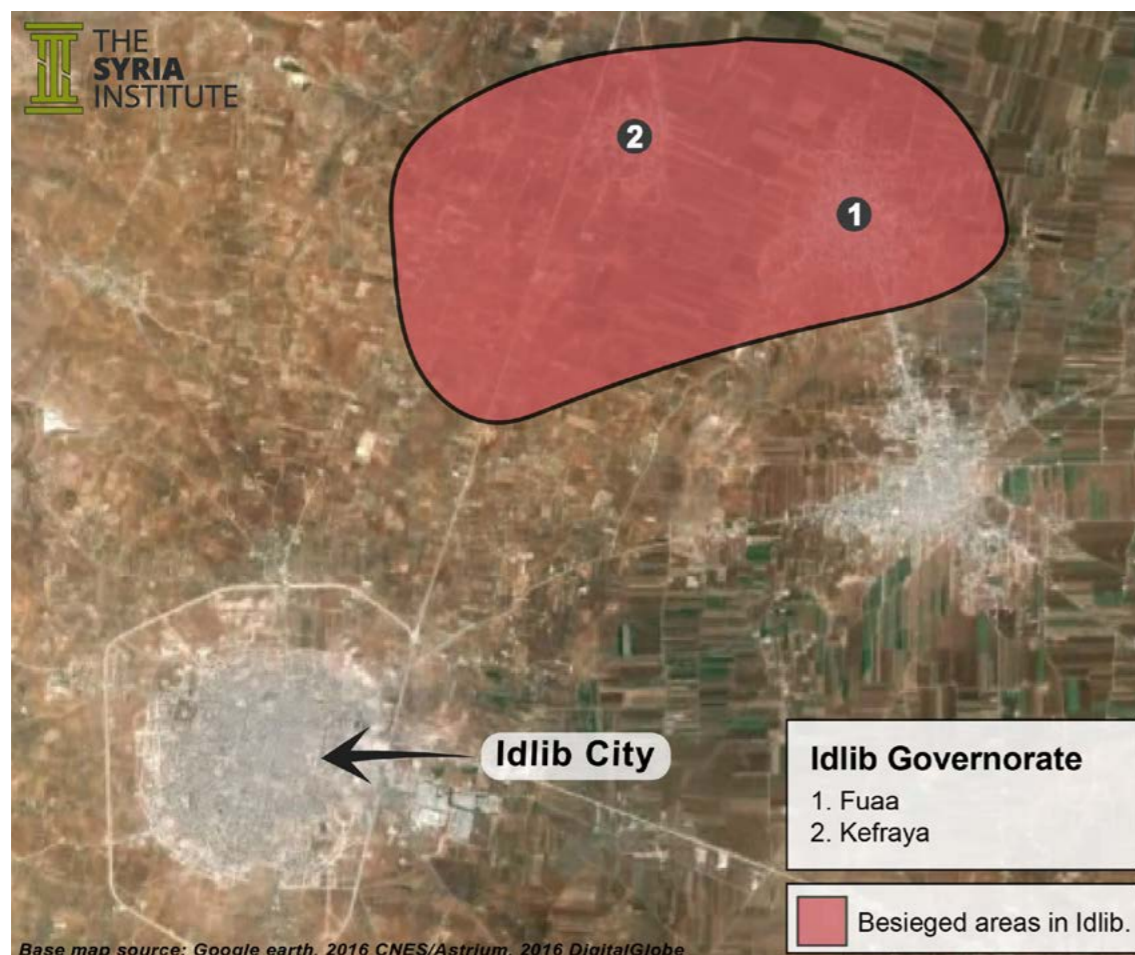 THE
SYRIA
INSTITUTE
2
1
Idlib City
Idlib Governorate
1. Fuaa
2. Kefraya
Besieged areas in Idlib.
Base map source: Google earth, 2016 CNES/Astrium, 2016 DigitalGlobe